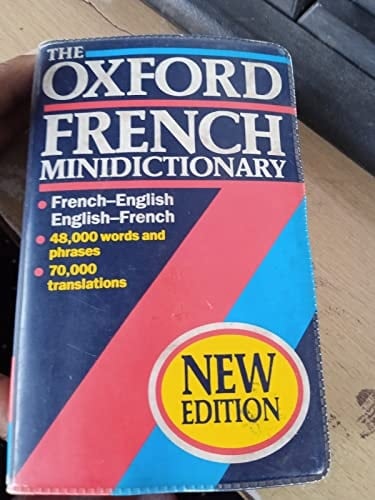 THE
OXFORD
FRENCH
MINIDICTIONARY
French–English
English–French
48,000 words and
phrases
70,000
translations
NEW
EDITION